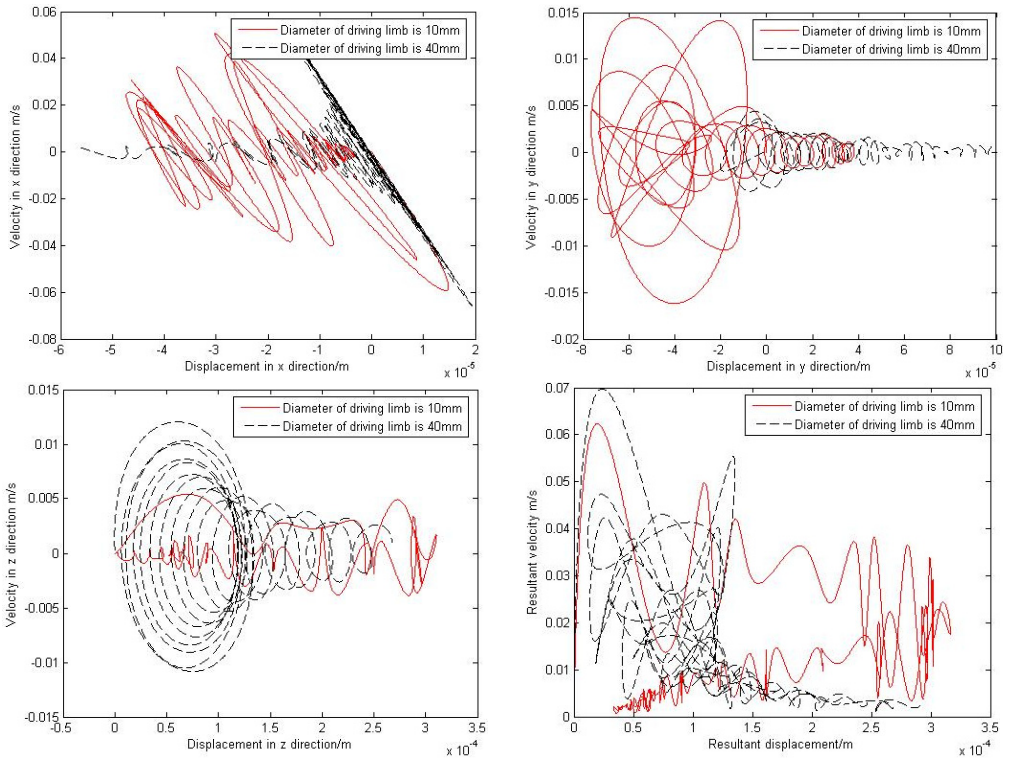 0.06
0.04
0.02
0
-0.02
-0.04
-0.06
-0.08
-6 -5 -4 -3 -2 -1 0 1 2
x 10^-5
Velocity in x direction m/s
Displacement in x direction/m
Diameter of driving limb is 10mm
Diameter of driving limb is 40mm
0.015
0.01
0.005
0
-0.005
-0.01
-0.015
-0.02
-8 -6 -4 -2 0 2 4 6 8 10
x 10^-5
Velocity in y direction m/s
Displacement in y direction/m
Diameter of driving limb is 10mm
Diameter of driving limb is 40mm
0.015
0.01
0.005
0
-0.005
-0.01
-0.015
-0.5 0 0.5 1 1.5 2 2.5 3 3.5
x 10^-4
Velocity in z direction m/s
Displacement in z direction/m
Diameter of driving limb is 10mm
Diameter of driving limb is 40mm
0.07
0.06
0.05
0.04
0.03
0.02
0.01
0
0 0.5 1 1.5 2 2.5 3 3.5
x 10^-4
Resultant velocity m/s
Resultant displacement/m
Diameter of driving limb is 10mm
Diameter of driving limb is 40mm